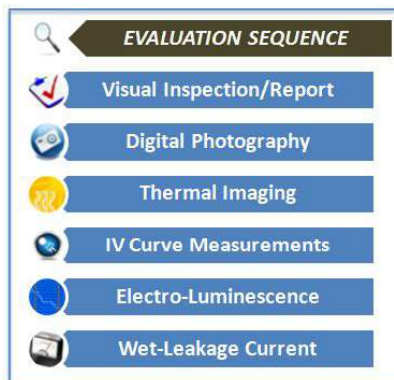 EVALUATION SEQUENCE
Visual Inspection/Report
Digital Photography
Thermal Imaging
IV Curve Measurements
Electro-Luminescence
Wet-Leakage Current